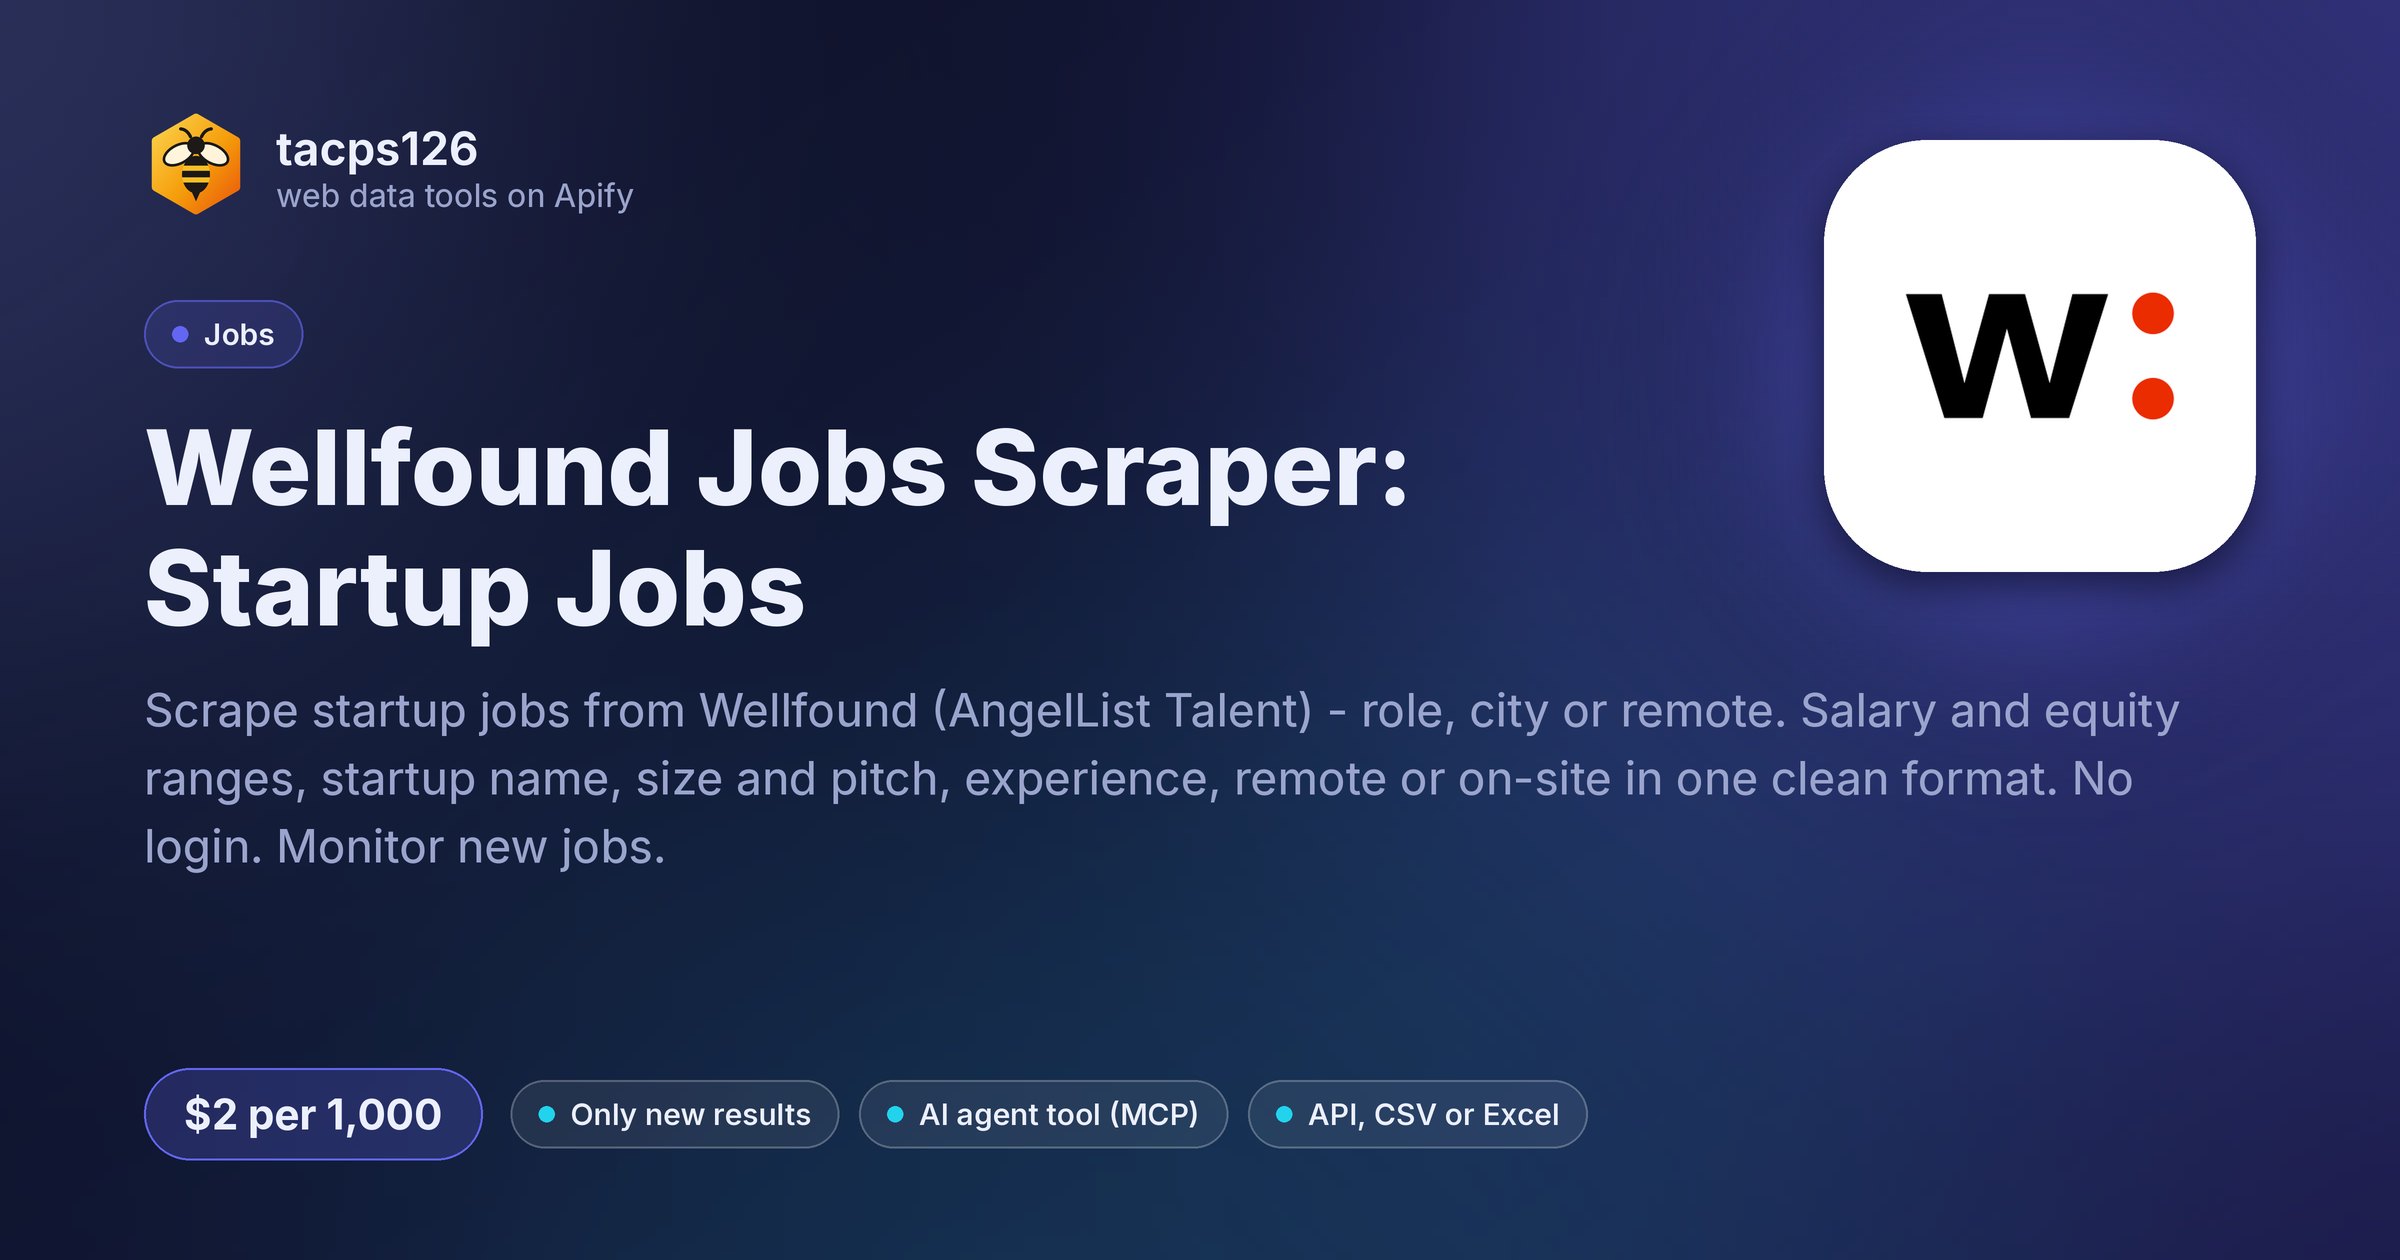 tacps126
web data tools on Apify
Jobs
w:
Wellfound Jobs Scraper:
Startup Jobs
Scrape startup jobs from Wellfound (AngelList Talent) - role, city or remote. Salary and equity
ranges, startup name, size and pitch, experience, remote or on-site in one clean format. No
login. Monitor new jobs.
$2 per 1,000
Only new results
AI agent tool (MCP)
API, CSV or Excel